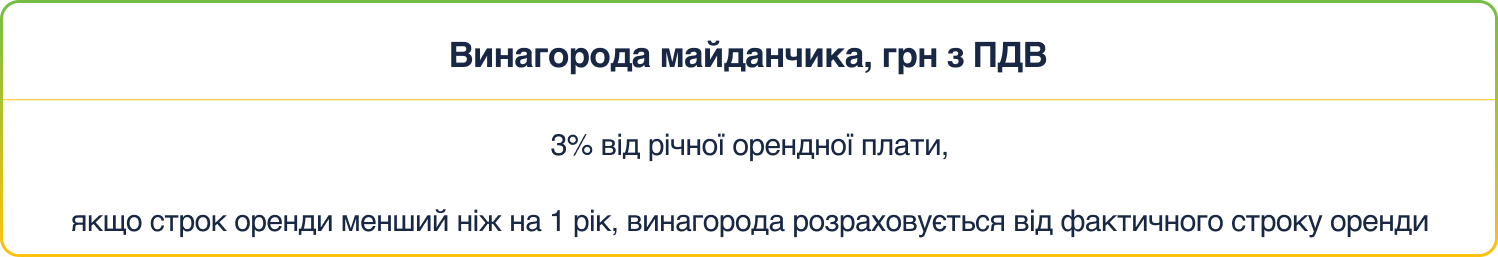 Винагорода майданчика, грн з ПДВ
3% від річної орендної плати,
якщо строк оренди менший ніж на 1 рік, винагорода розраховується від фактичного строку оренди